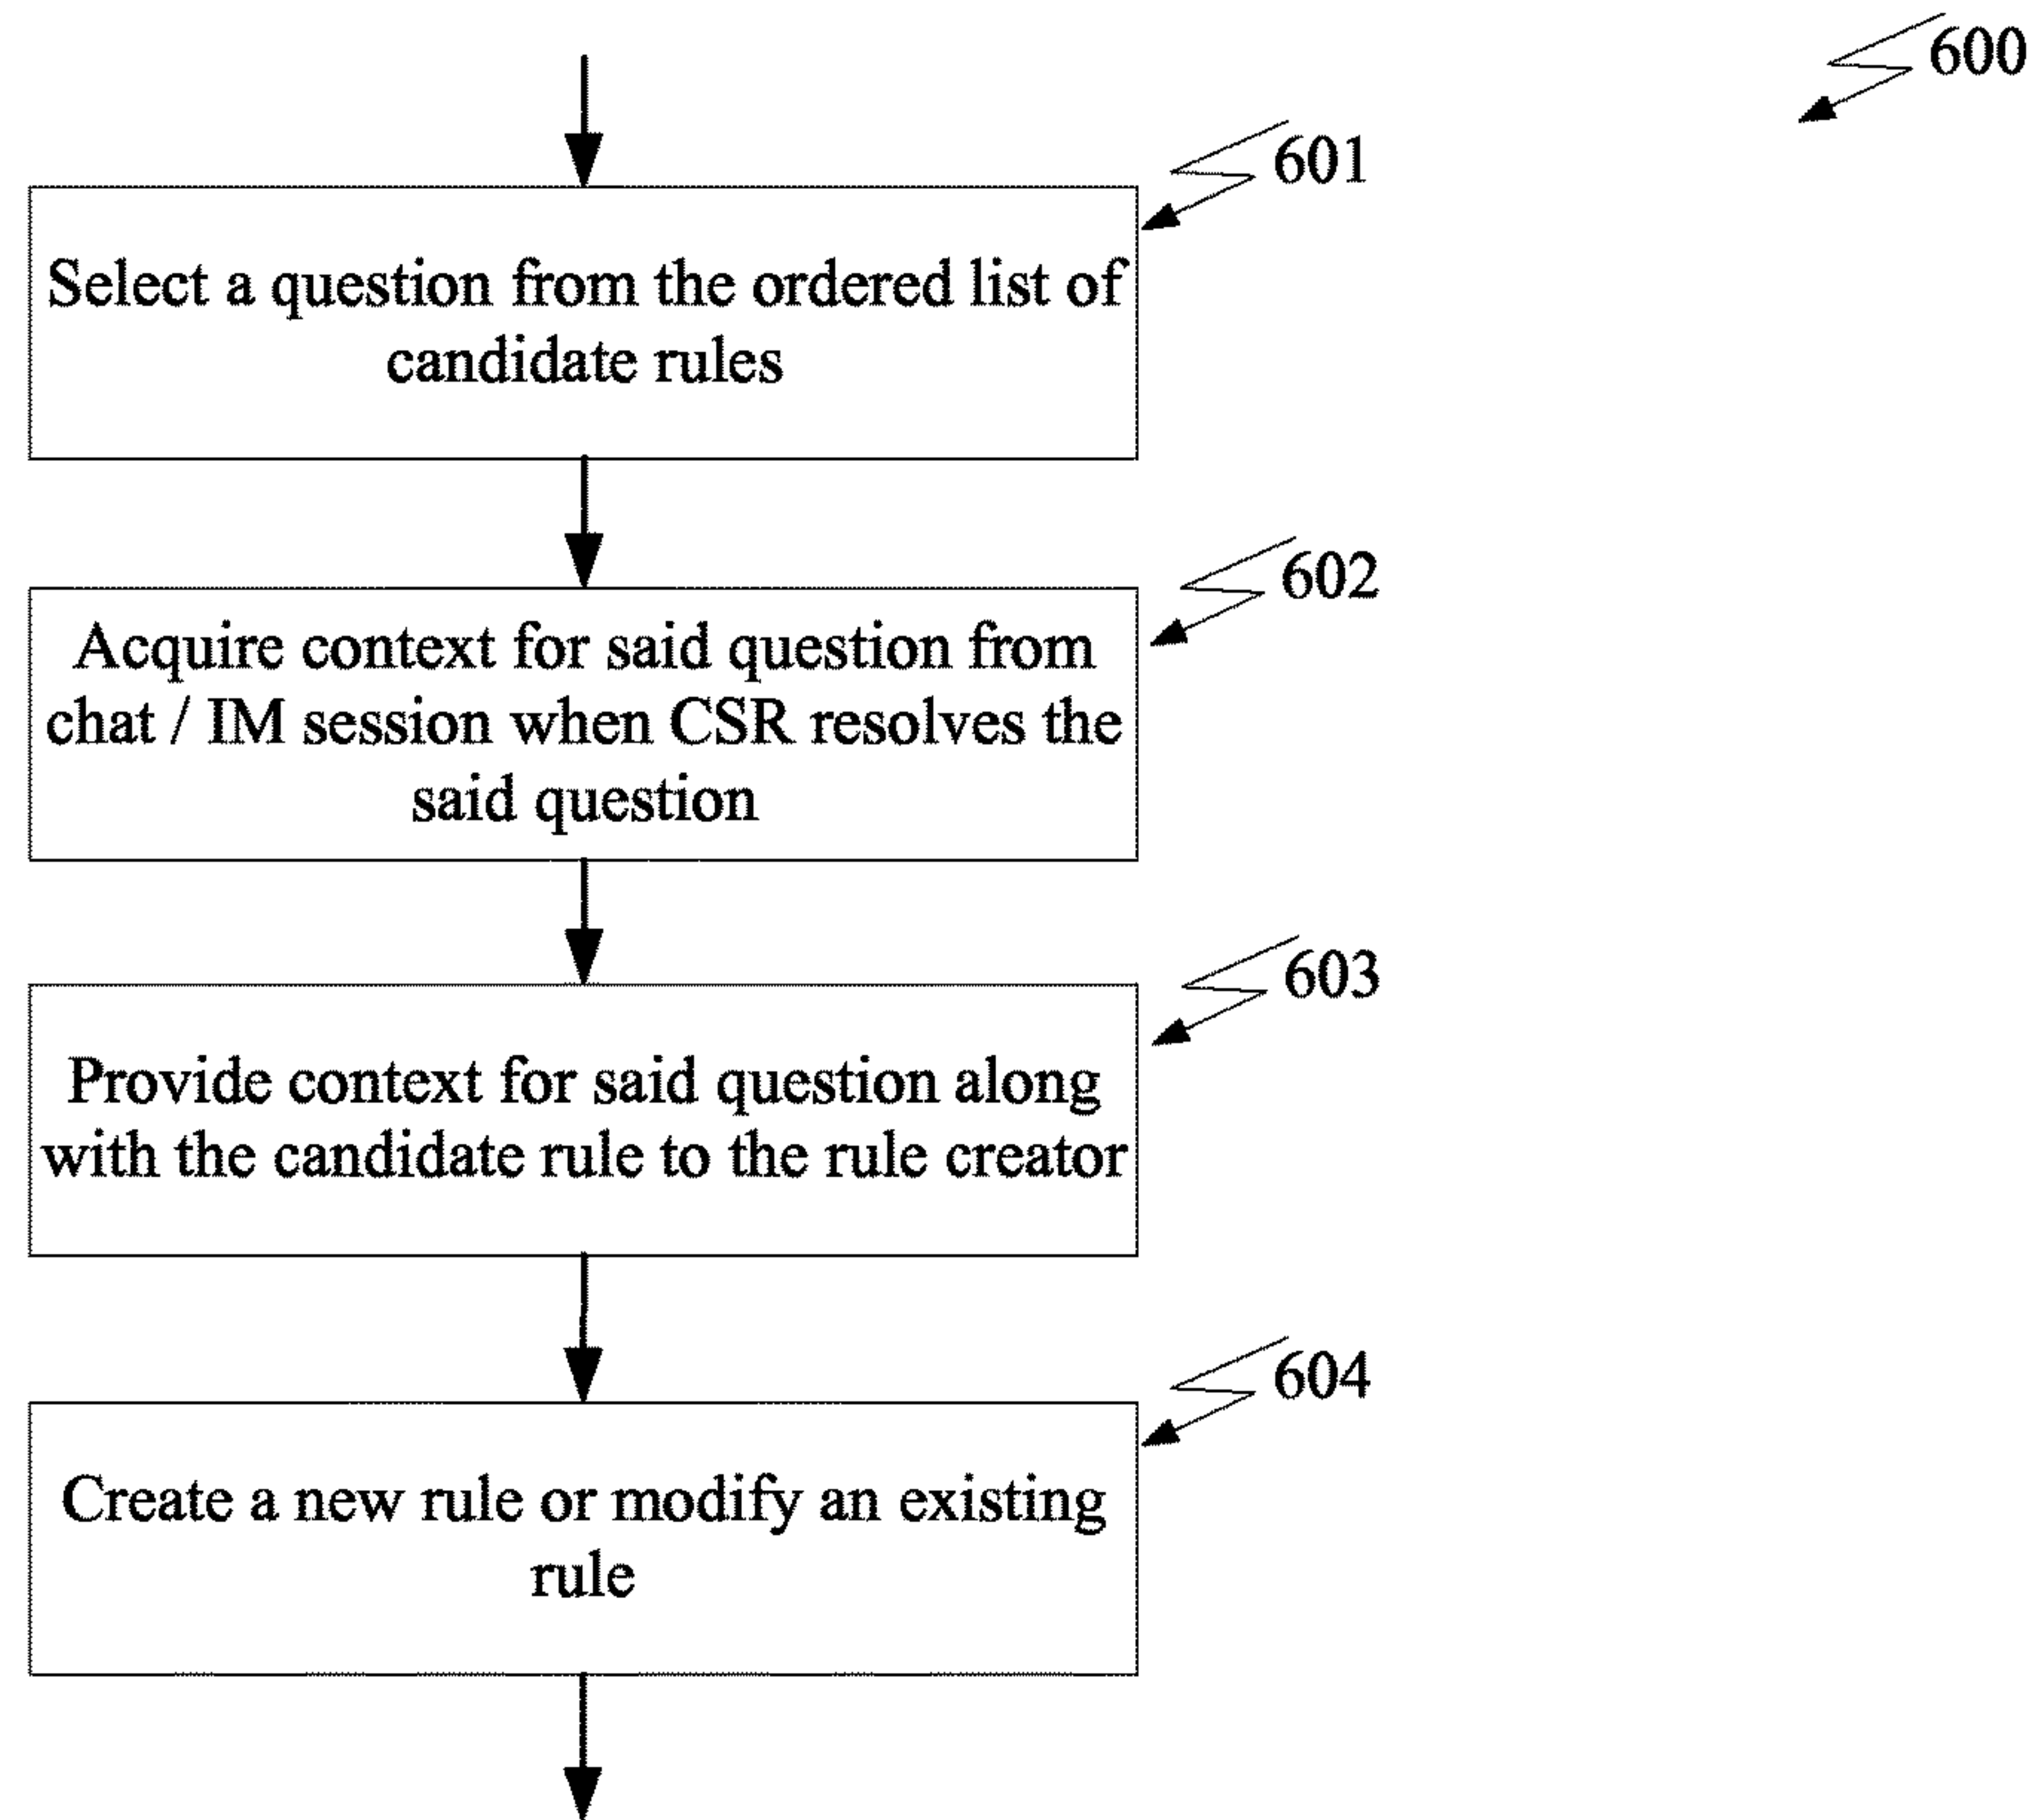 600
601
Select a question from the ordered list of
candidate rules
602
Acquire context for said question from
chat / IM session when CSR resolves the
said question
603
Provide context for said question along
with the candidate rule to the rule creator
604
Create a new rule or modify an existing
rule